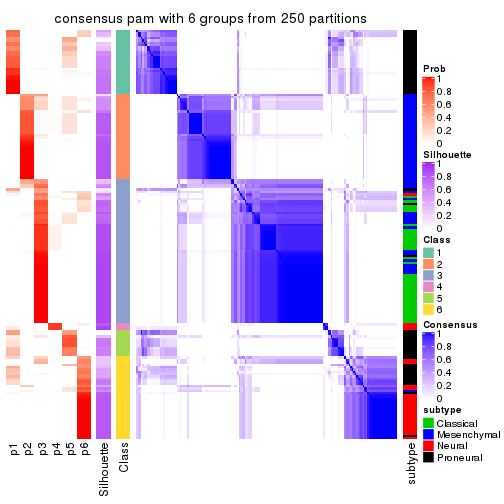 consensus pam with 6 groups from 250 partitions
Prob
1
0.8
0.6
0.4
0.2
0
Silhouette
1
0.8
0.6
0.4
0.2
0
Class
1
2
3
4
5
6
Consensus
1
0.8
0.6
0.4
0.2
0
subtype
Classical
Mesenchymal
Neural
Proneural
p1
p2
p3
p4
p5
p6
Silhouette
Class
subtype